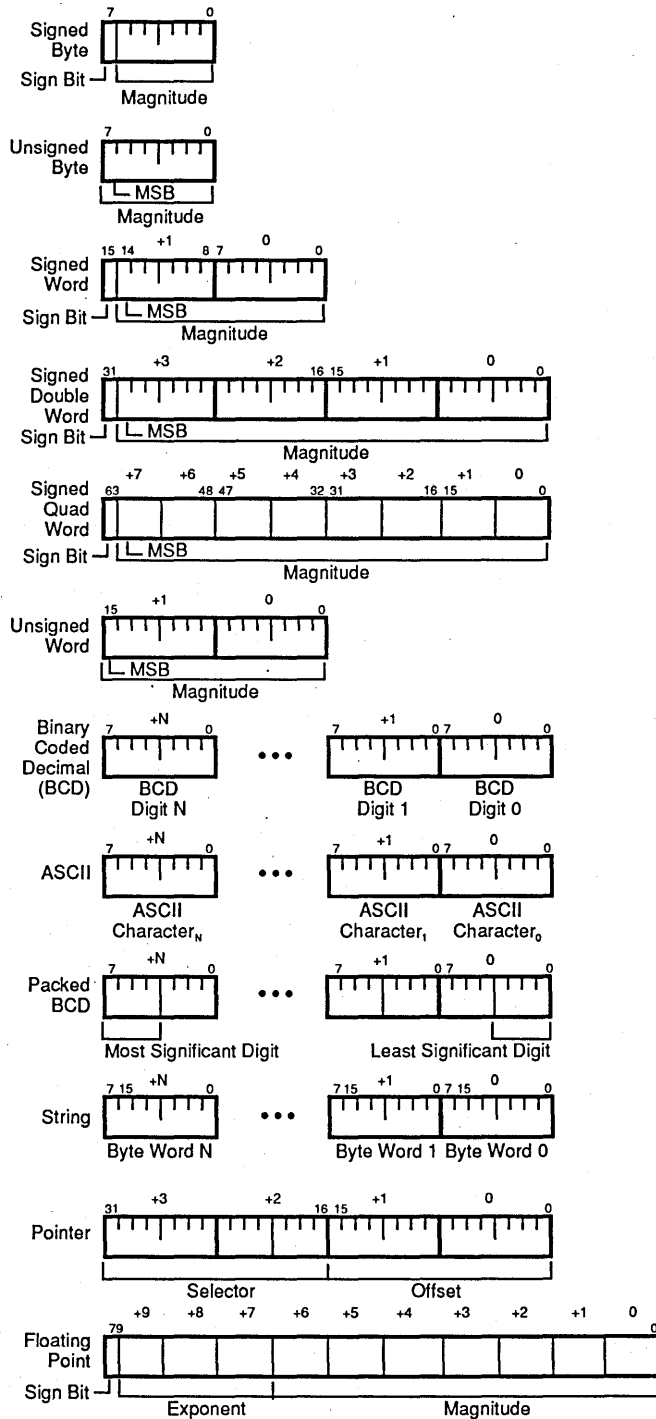 Signed Byte
7 0
Sign Bit
Magnitude
Unsigned Byte
7 0
MSB
Magnitude
Signed Word
+1 0
15 14 8 7 0
Sign Bit
MSB
Magnitude
Signed Double Word
+3 +2 +1 0
31 16 15 0
Sign Bit
MSB
Magnitude
Signed Quad Word
+7 +6 +5 +4 +3 +2 +1 0
63 48 47 32 31 16 15 0
Sign Bit
MSB
Magnitude
Unsigned Word
+1 0
15 0
MSB
Magnitude
Binary Coded Decimal (BCD)
+N +1 0
7 0 ••• 7 0 7 0
BCD Digit N
BCD Digit 1
BCD Digit 0
ASCII
+N +1 0
7 0 ••• 7 0 7 0
ASCII CharacterN
ASCII Character1
ASCII Character0
Packed BCD
+N +1 0
7 0 ••• 7 0 7 0
Most Significant Digit
Least Significant Digit
String
+N +1 0
7 15 0 ••• 7 15 0 7 15 0
Byte Word N
Byte Word 1
Byte Word 0
Pointer
+3 +2 +1 0
31 16 15 0
Selector
Offset
Floating Point
+9 +8 +7 +6 +5 +4 +3 +2 +1 0
79 0
Sign Bit
Exponent
Magnitude